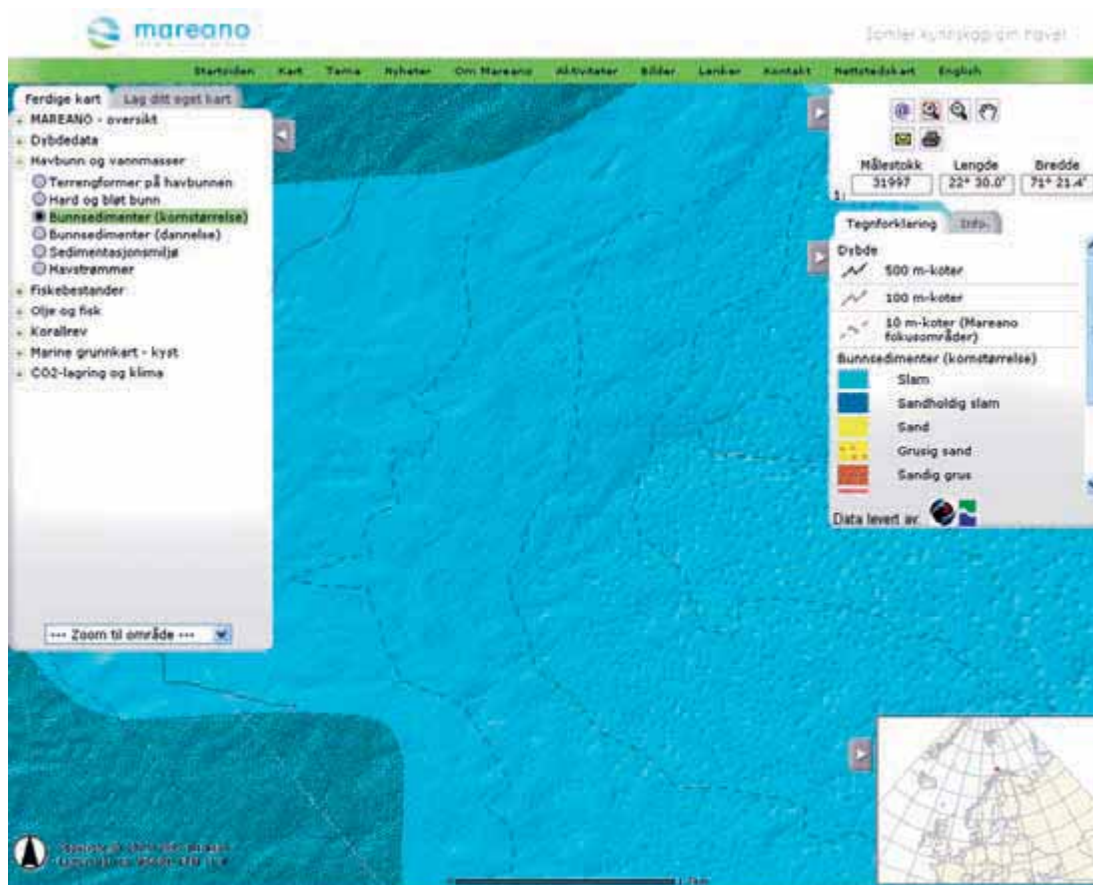 mareano
Samler kunnskap om havet
Startsiden Kart Tema Nyheter Om Mareano Aktiviteter Bilder Lenker Kontakt Nettstedskart English
Ferdige kart Lag ditt eget kart
MAREANO - oversikt
Dybdedata
Havbunn og vannmasser
Terrengformer på havbunnen
Hard og bløt bunn
Bunnsedimenter (kornstørrelse)
Bunnsedimenter (dannelse)
Sedimentasjonsmiljø
Havstrømmer
Fiskebestander
Olje og fisk
Korallrev
Marine grunnkart - kyst
CO2-lagring og klima
--- Zoom til område ---
Målestokk Lengde Bredde
1: 31997 22° 30.0' 71° 21.4'
Tegnforklaring Info.
Dybde
500 m-koter
100 m-koter
10 m-koter (Mareano
fokusområder)
Bunnsedimenter (kornstørrelse)
Slam
Sandholdig slam
Sand
Grusig sand
Sandig grus
Data levert av: